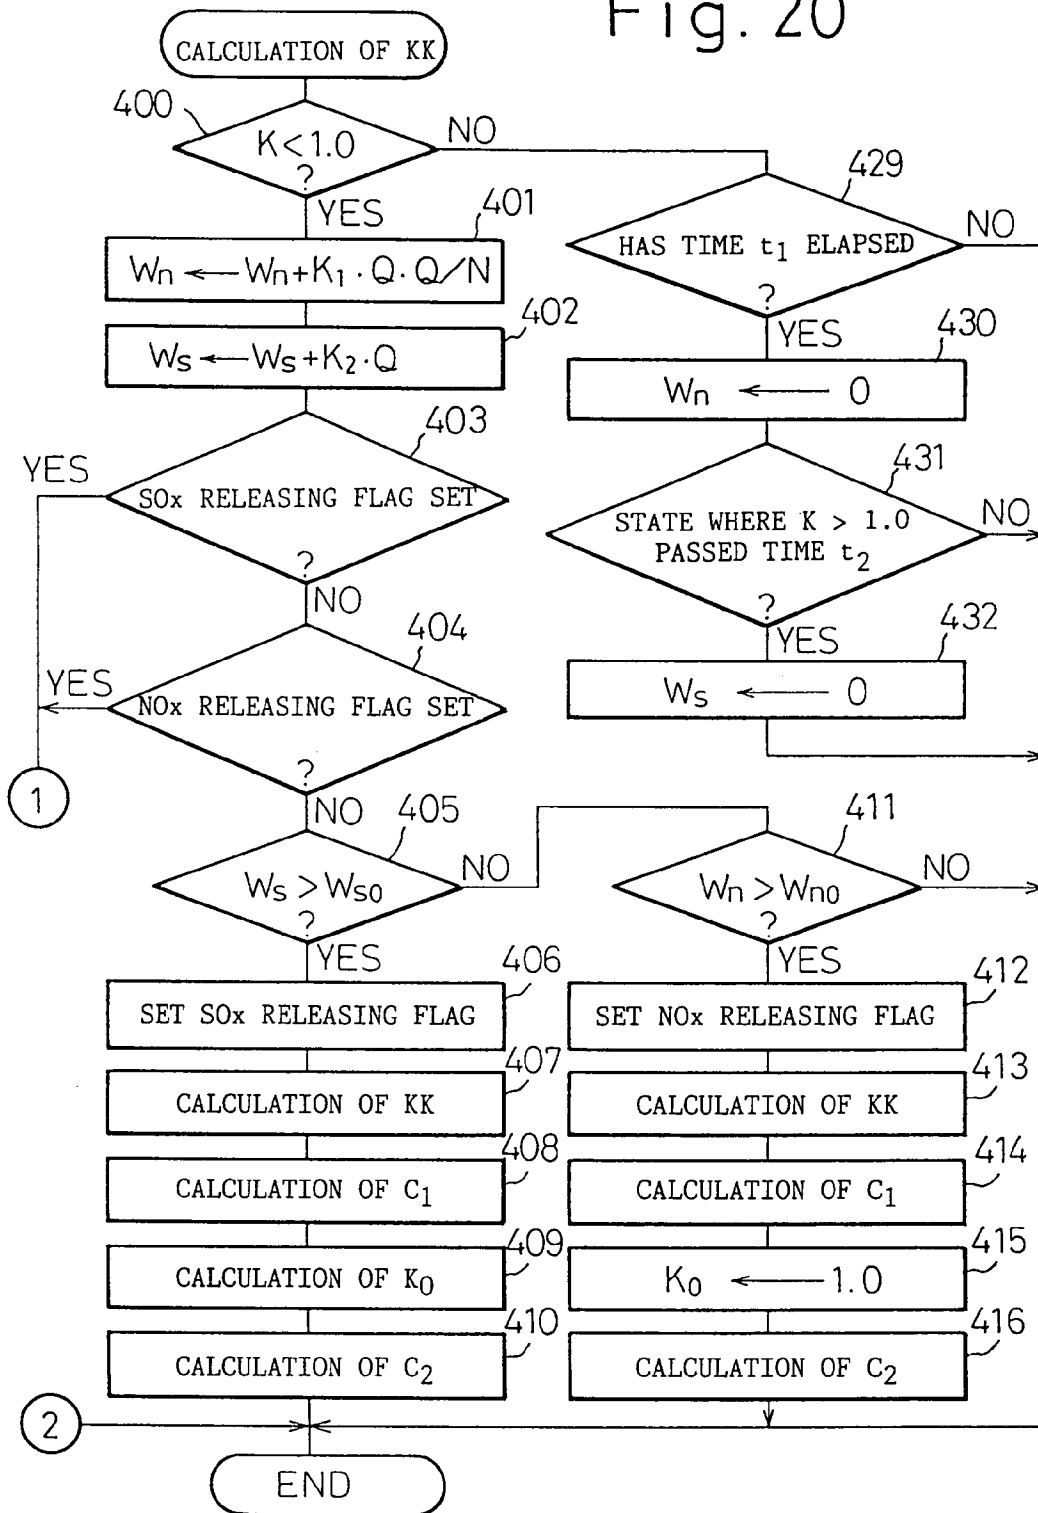 Fig. 20
CALCULATION OF KK
400
K<1.0
?
NO
YES
401
Wn ← Wn+K1·Q·Q/N
402
Ws ← Ws+K2·Q
403
YES
SOx RELEASING FLAG SET
?
NO
404
YES
NOx RELEASING FLAG SET
?
NO
1
405
Ws > Ws0
?
NO
YES
406
SET SOx RELEASING FLAG
407
CALCULATION OF KK
408
CALCULATION OF C1
409
CALCULATION OF K0
410
CALCULATION OF C2
2
END
429
HAS TIME t1 ELAPSED
?
NO
YES
430
Wn ← 0
431
STATE WHERE K > 1.0
PASSED TIME t2
?
NO
YES
432
Ws ← 0
411
Wn > Wn0
?
NO
YES
412
SET NOx RELEASING FLAG
413
CALCULATION OF KK
414
CALCULATION OF C1
415
K0 ← 1.0
416
CALCULATION OF C2